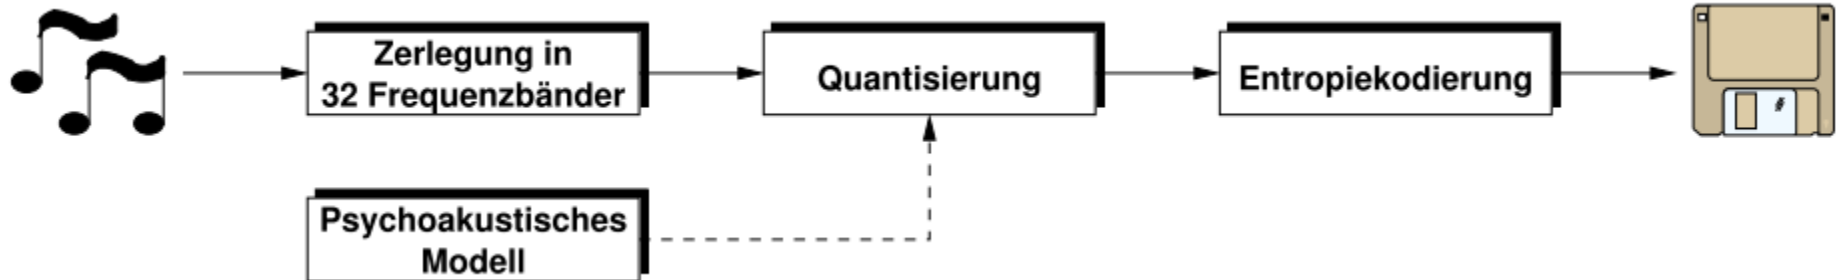 Zerlegung in
32 Frequenzbänder
Quantisierung
Entropiekodierung
Psychoakustisches
Modell